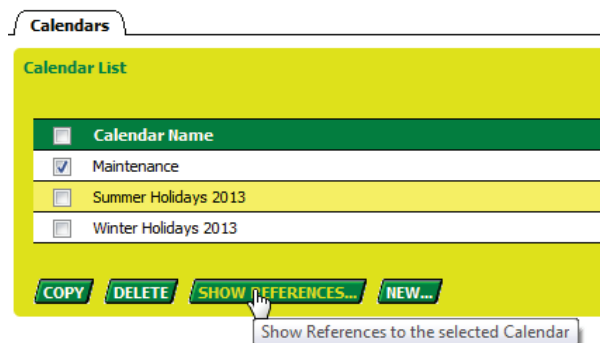 Calendars
Calendar List
Calendar Name
Maintenance
Summer Holidays 2013
Winter Holidays 2013
COPY DELETE SHOW REFERENCES... NEW...
Show References to the selected Calendar